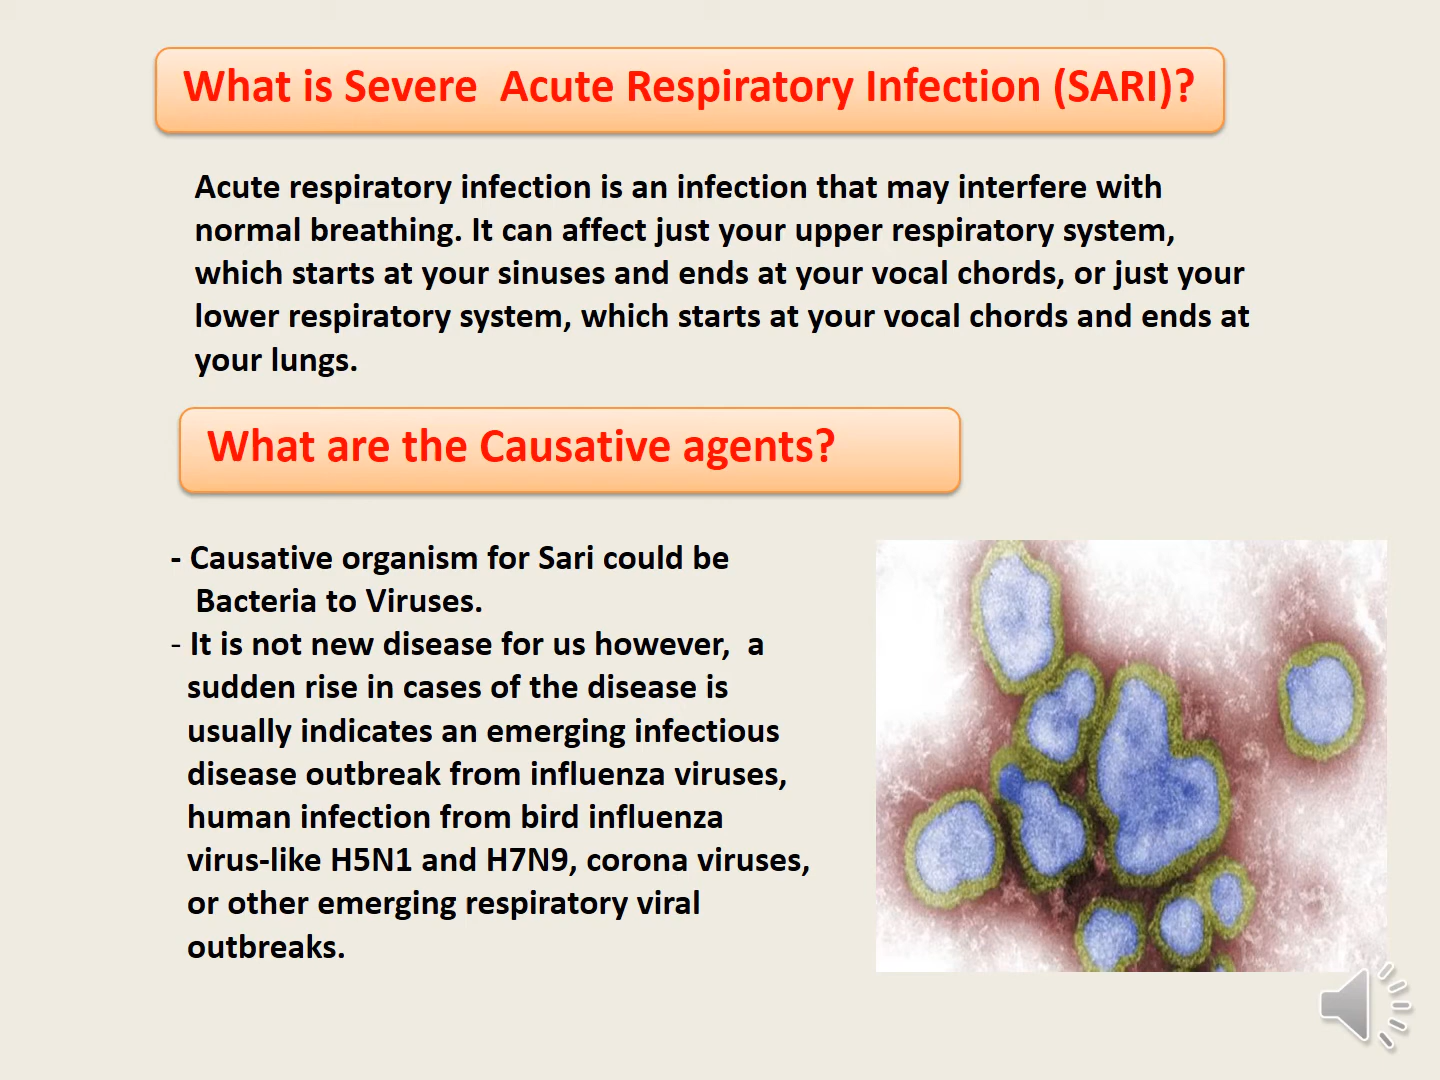 What is Severe  Acute Respiratory Infection (SARI)?
Acute respiratory infection is an infection that may interfere with
normal breathing. It can affect just your upper respiratory system,
which starts at your sinuses and ends at your vocal chords, or just your
lower respiratory system, which starts at your vocal chords and ends at
your lungs.
What are the Causative agents?
- Causative organism for Sari could be
Bacteria to Viruses.
- It is not new disease for us however,  a
sudden rise in cases of the disease is
usually indicates an emerging infectious
disease outbreak from influenza viruses,
human infection from bird influenza
virus-like H5N1 and H7N9, corona viruses,
or other emerging respiratory viral
outbreaks.